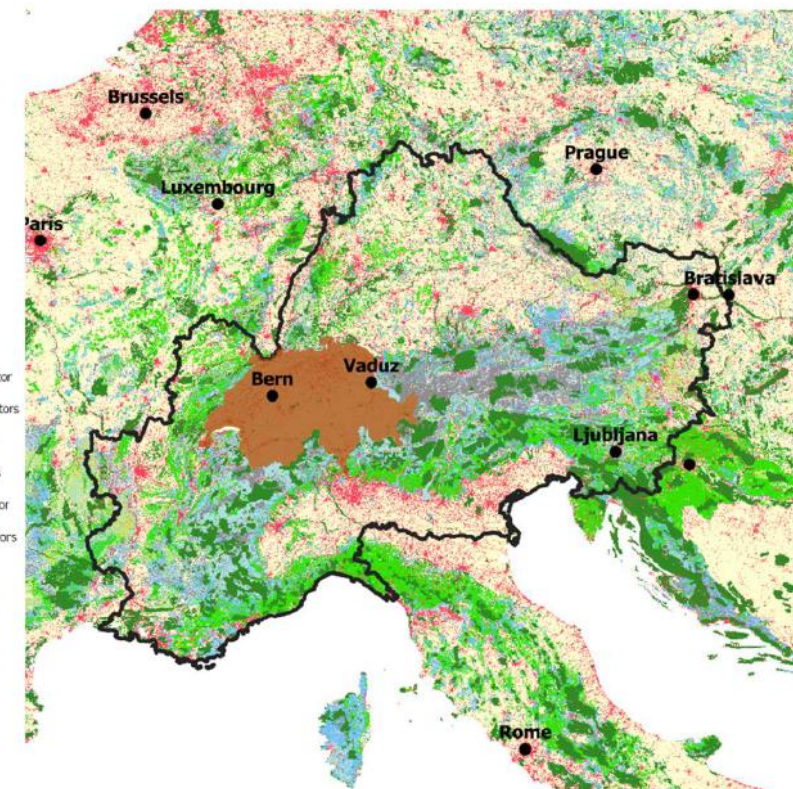 Brussels
Prague
Luxembourg
Paris
Bratislava
Vaduz
Bern
Ljubljana
Rome